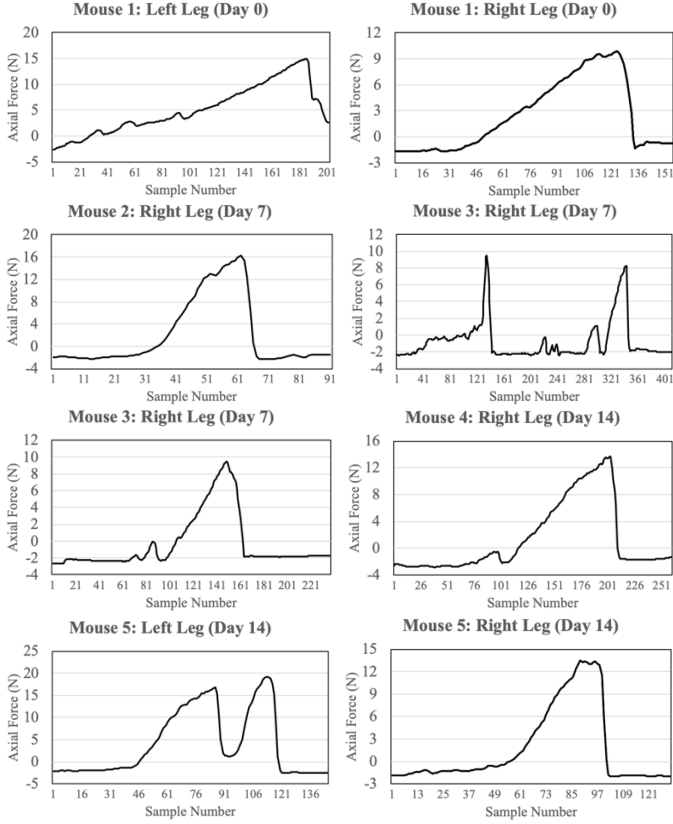 Mouse 1: Left Leg (Day 0)
Axial Force (N)
20
15
10
5
0
-5
1 21 41 61 81 101 121 141 161 181 201
Sample Number
Mouse 1: Right Leg (Day 0)
Axial Force (N)
12
9
6
3
0
-3
1 16 31 46 61 76 91 106 121 136 151
Sample Number
Mouse 2: Right Leg (Day 7)
Axial Force (N)
20
16
12
8
4
0
-4
1 11 21 31 41 51 61 71 81 91
Sample Number
Mouse 3: Right Leg (Day 7)
Axial Force (N)
12
10
8
6
4
2
0
-2
-4
1 41 81 121 161 201 241 281 321 361 401
Sample Number
Mouse 3: Right Leg (Day 7)
Axial Force (N)
12
10
8
6
4
2
0
-2
-4
1 21 41 61 81 101 121 141 161 181 201 221
Sample Number
Mouse 4: Right Leg (Day 14)
Axial Force (N)
16
12
8
4
0
-4
1 26 51 76 101 126 151 176 201 226 251
Sample Number
Mouse 5: Left Leg (Day 14)
Axial Force (N)
25
20
15
10
5
0
-5
1 16 31 46 61 76 91 106 121 136
Sample Number
Mouse 5: Right Leg (Day 14)
Axial Force (N)
15
12
9
6
3
0
-3
1 13 25 37 49 61 73 85 97 109 121
Sample Number